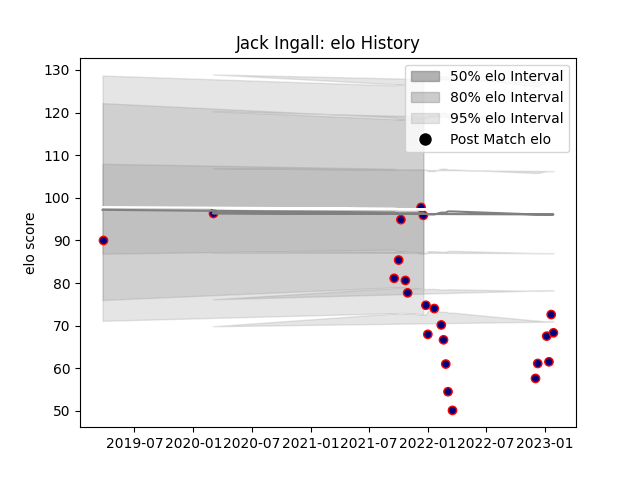 Jack Ingall: elo History
50% elo Interval
80% elo Interval
95% elo Interval
Post Match elo
elo score
130
120
110
100
90
80
70
60
50
2019-07 2020-01 2020-07 2021-01 2021-07 2022-01 2022-07 2023-01